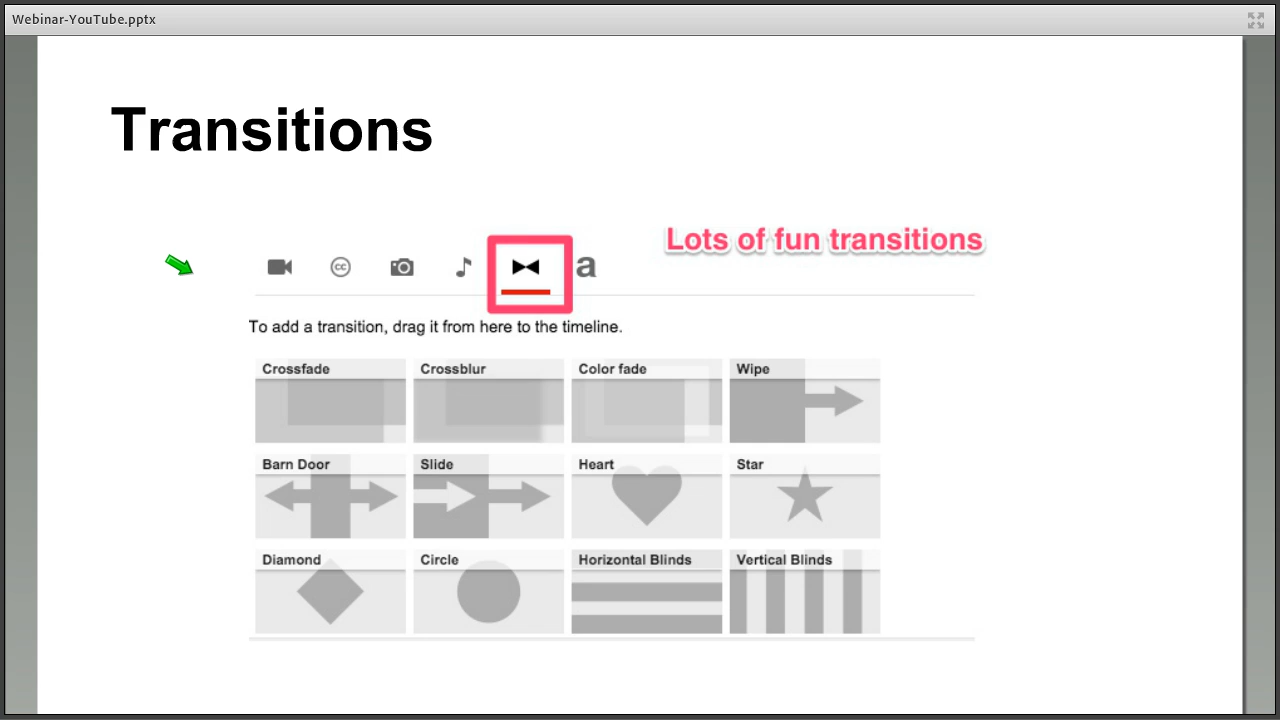 Webinar-YouTube.pptx
Transitions
Lots of fun transitions
cc a
To add a transition, drag it from here to the timeline.
Crossfade Crossblur Color fade Wipe
Barn Door Slide Heart Star
Diamond Circle Horizontal Blinds Vertical Blinds